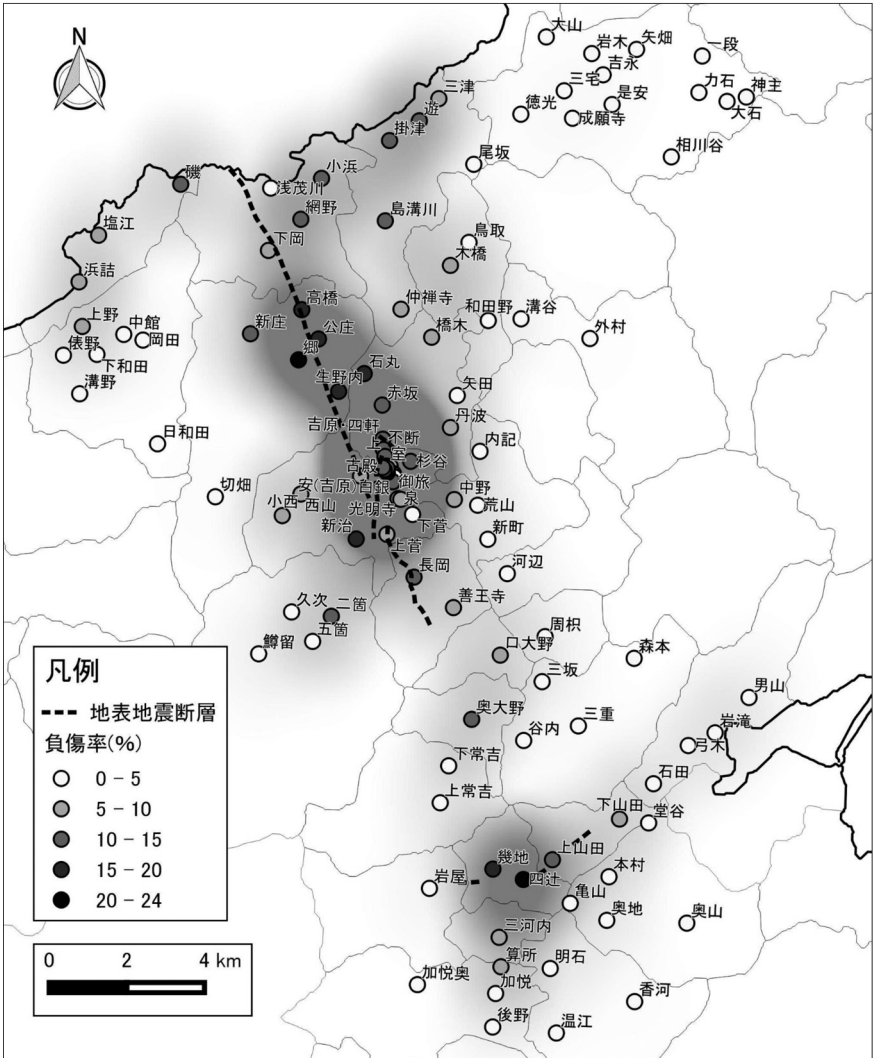 N
大山
岩木
矢畑
一段
吉永
三宅
三津
力石
神主
是安
大石
遊
徳光
成願寺
掛津
相川谷
尾坂
小浜
磯
浅茂川
網野
島溝川
塩江
鳥取
下岡
木橋
浜詰
高橋
仲禅寺
和田野
溝谷
上野
中館
新庄
公庄
橋木
外村
岡田
俵野
下和田
郷
石丸
生野内
溝野
赤坂
矢田
丹波
吉原・四軒
不断
日和田
上
内記
室
杉谷
古殿
切畑
安(吉原)
白銀
御旅
小西
西山
泉
中野
荒山
光明寺
下菅
新治
上菅
新町
長岡
河辺
善王寺
久次
二箇
五箇
鱒留
周枳
口大野
森本
三坂
男山
奥大野
谷内
三重
岩滝
弓木
下常吉
石田
上常吉
下山田
堂谷
幾地
上山田
岩屋
四辻
本村
亀山
奥地
奥山
三河内
算所
明石
加悦奥
加悦
香河
後野
温江
凡例
地表地震断層
負傷率(%)
0 – 5
5 – 10
10 – 15
15 – 20
20 – 24
0 2 4 km